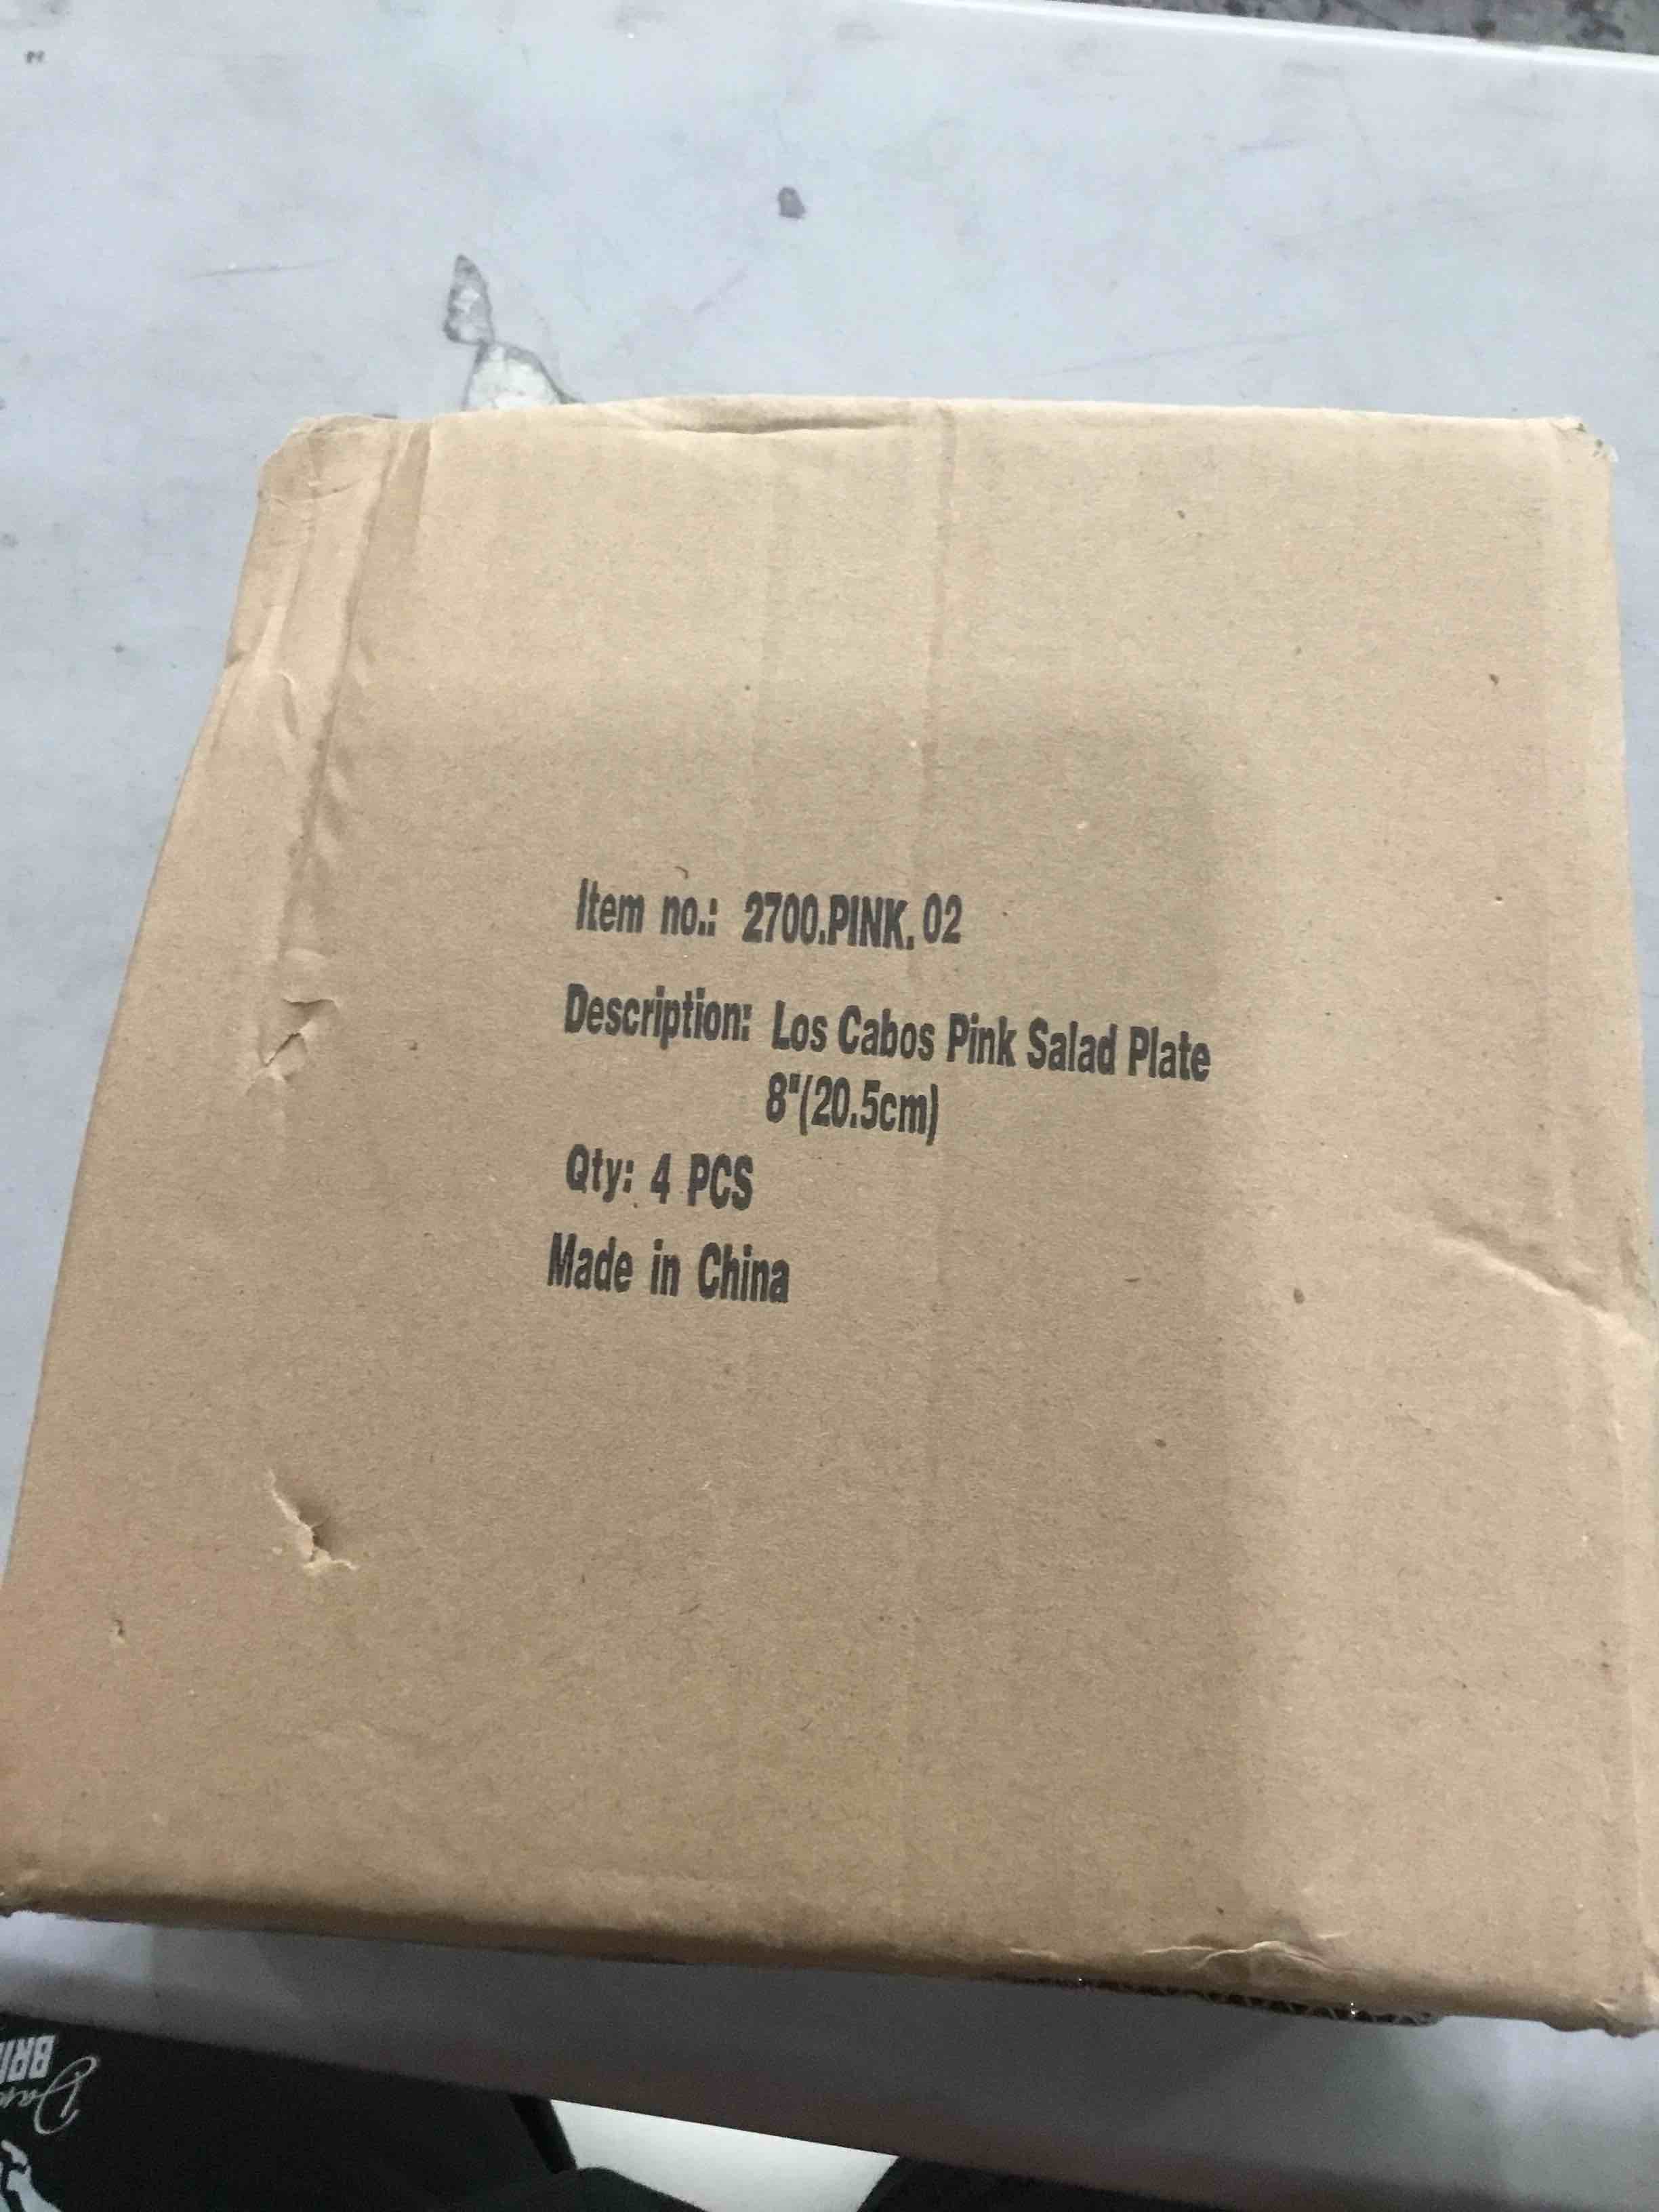 Item no.: 2700.PINK.02
Description: Los Cabos Pink Salad Plate
8"(20.5cm)
Qty: 4 PCS
Made in China